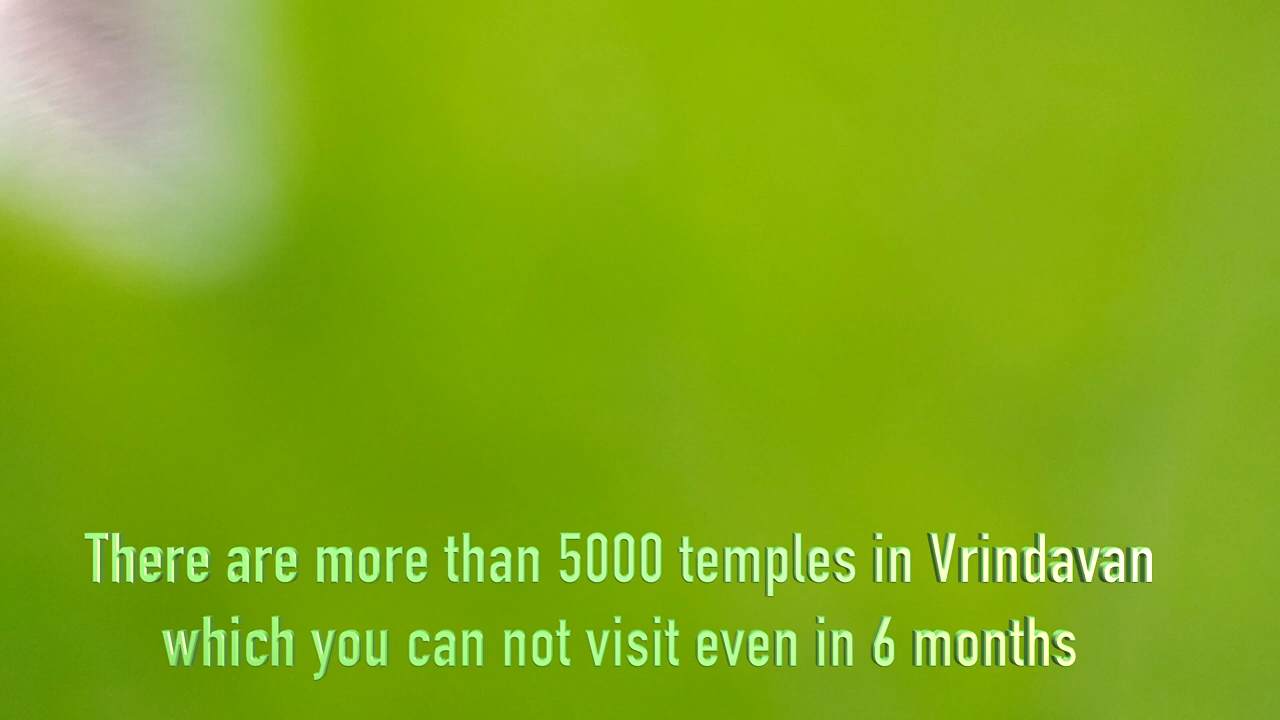 There are more than 5000 temples in Vrindavan
which you can not visit even in 6 months